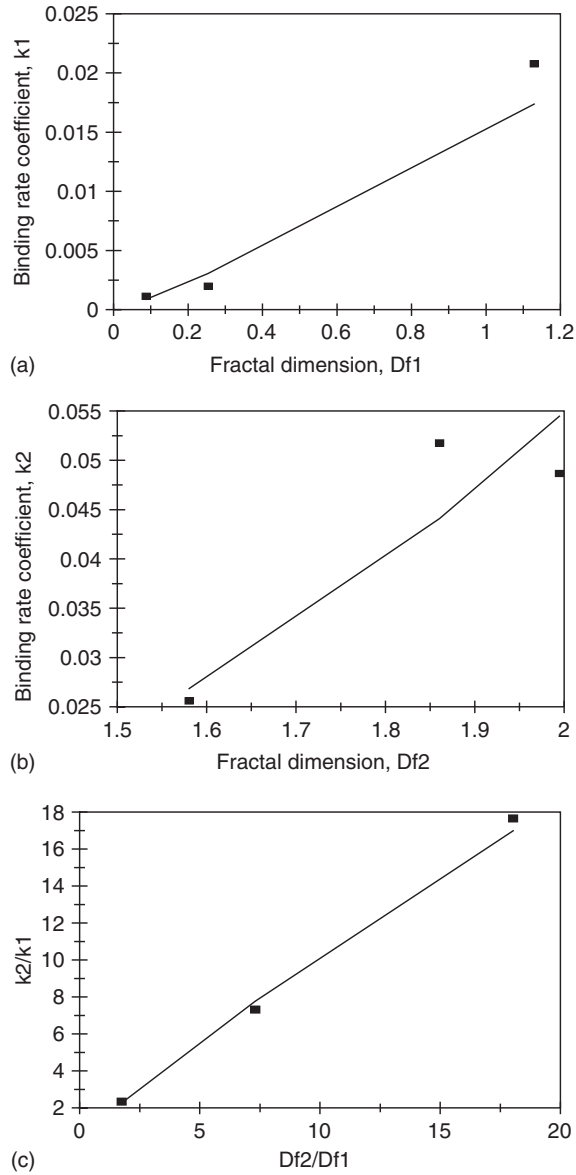 0.025
0.02
0.015
0.01
0.005
0
Binding rate coefficient, k1
0 0.2 0.4 0.6 0.8 1 1.2
Fractal dimension, Df1
(a)
0.055
0.05
0.045
0.04
0.035
0.03
0.025
Binding rate coefficient, k2
1.5 1.6 1.7 1.8 1.9 2
Fractal dimension, Df2
(b)
18
16
14
12
10
8
6
4
2
k2/k1
0 5 10 15 20
Df2/Df1
(c)